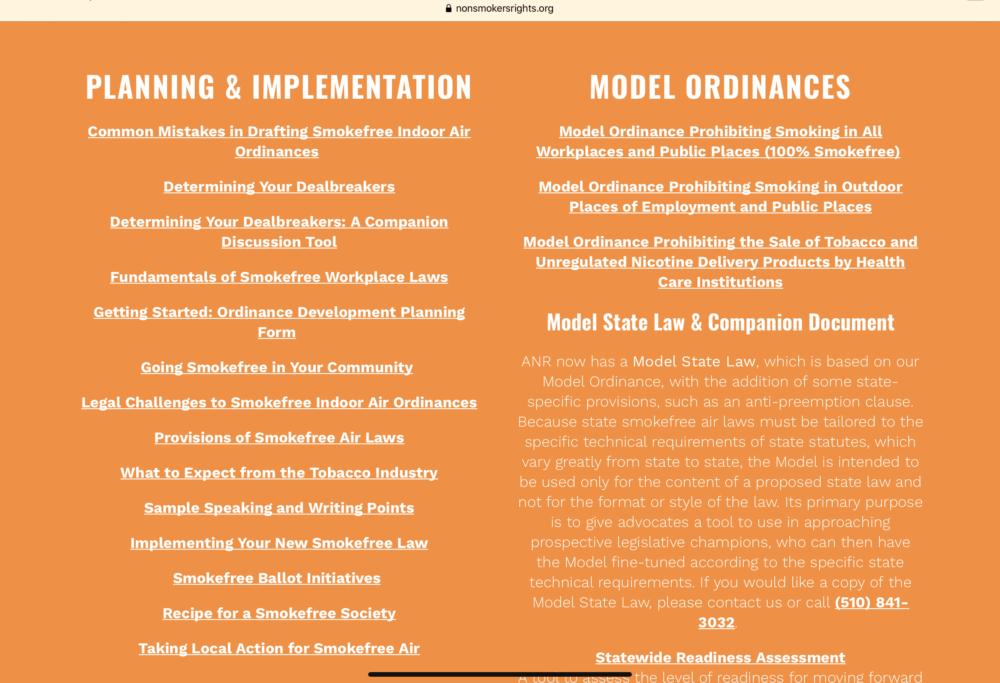 nonsmokersrights.org
PLANNING & IMPLEMENTATION
Common Mistakes in Drafting Smokefree Indoor Air
Ordinances
Determining Your Dealbreakers
Determining Your Dealbreakers: A Companion
Discussion Tool
Fundamentals of Smokefree Workplace Laws
Getting Started: Ordinance Development Planning
Form
Going Smokefree in Your Community
Legal Challenges to Smokefree Indoor Air Ordinances
Provisions of Smokefree Air Laws
What to Expect from the Tobacco Industry
Sample Speaking and Writing Points
Implementing Your New Smokefree Law
Smokefree Ballot Initiatives
Recipe for a Smokefree Society
Taking Local Action for Smokefree Air
MODEL ORDINANCES
Model Ordinance Prohibiting Smoking in All
Workplaces and Public Places (100% Smokefree)
Model Ordinance Prohibiting Smoking in Outdoor
Places of Employment and Public Places
Model Ordinance Prohibiting the Sale of Tobacco and
Unregulated Nicotine Delivery Products by Health
Care Institutions
Model State Law & Companion Document
ANR now has a Model State Law, which is based on our
Model Ordinance, with the addition of some state-
specific provisions, such as an anti-preemption clause.
Because state smokefree air laws must be tailored to the
specific technical requirements of state statutes, which
vary greatly from state to state, the Model is intended to
be used only for the content of a proposed state law and
not for the format or style of the law. Its primary purpose
is to give advocates a tool to use in approaching
prospective legislative champions, who can then have
the Model fine-tuned according to the specific state
technical requirements. If you would like a copy of the
Model State Law, please contact us or call (510) 841-
3032.
Statewide Readiness Assessment
A tool to assess the level of readiness for moving forward